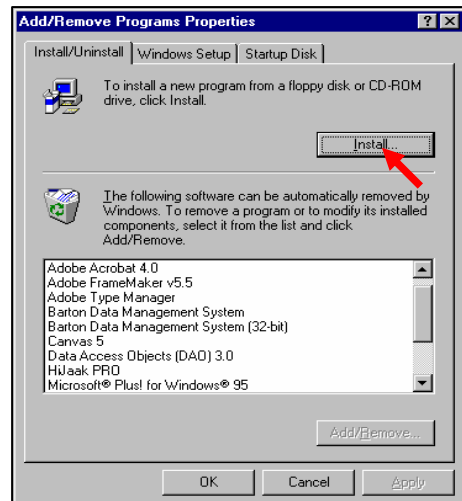 Add/Remove Programs Properties
Install/Uninstall
Windows Setup
Startup Disk
To install a new program from a floppy disk or CD-ROM
drive, click Install.
Install...
The following software can be automatically removed by
Windows. To remove a program or to modify its installed
components, select it from the list and click
Add/Remove.
Adobe Acrobat 4.0
Adobe FrameMaker v5.5
Adobe Type Manager
Barton Data Management System
Barton Data Management System (32-bit)
Canvas 5
Data Access Objects (DAO) 3.0
HiJaak PRO
Microsoft® Plus! for Windows® 95
Add/Remove...
OK
Cancel
Apply